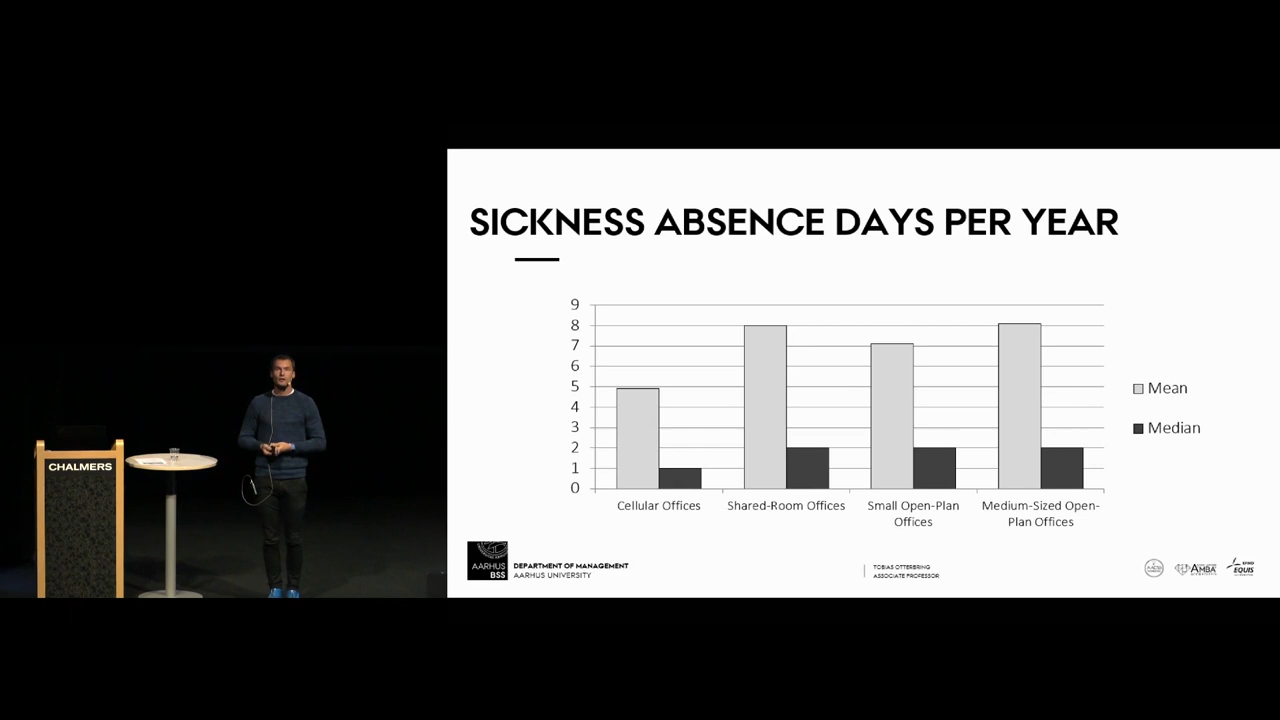 SICKNESS ABSENCE DAYS PER YEAR
9
8
7
6
5
4
3
2
1
0
Mean
Median
Cellular Offices
Shared-Room Offices
Small Open-Plan
Offices
Medium-Sized Open-
Plan Offices
CHALMERS
AARHUS
BSS
DEPARTMENT OF MANAGEMENT
AARHUS UNIVERSITY
TOBIAS OTTERBRING
ASSOCIATE PROFESSOR
AMBA
EFMD
EQUIS